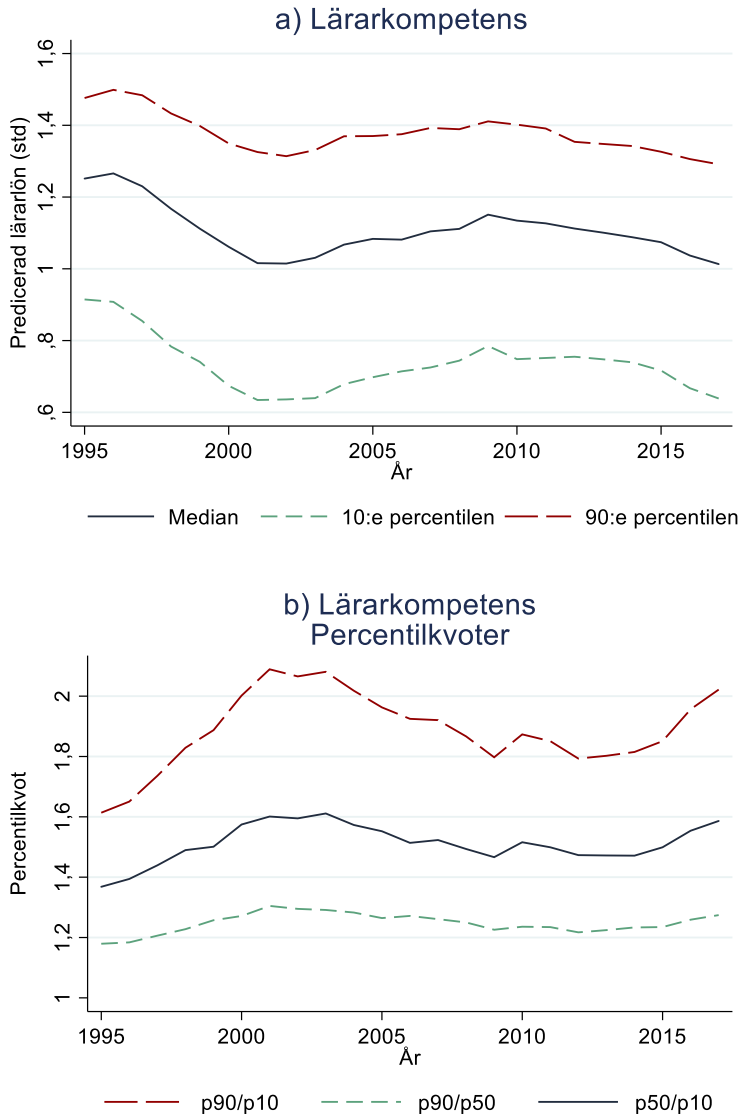 a) Lärarkompetens
Predicerad lärarlön (std)
1,6
1,4
1,2
1
,8
,6
1995 2000 2005 2010 2015
År
Median 10:e percentilen 90:e percentilen
b) Lärarkompetens
Percentilkvoter
Percentilkvot
2
1,8
1,6
1,4
1,2
1
1995 2000 2005 2010 2015
År
p90/p10 p90/p50 p50/p10